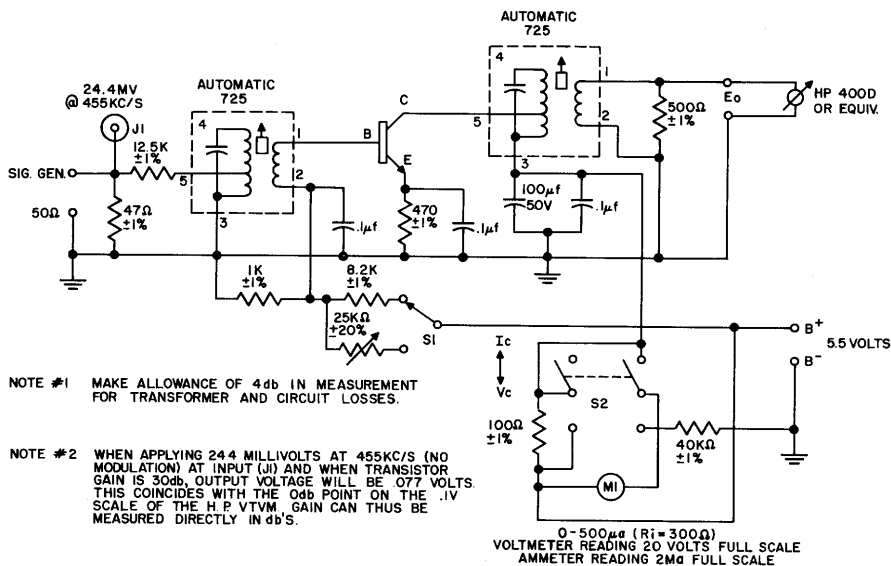 AUTOMATIC
725
4
1
5
2
3
24.4MV
@ 455KC/S
J1
AUTOMATIC
725
4
1
5
2
3
12.5K
±1%
SIG. GEN.
50Ω
47Ω
±1%
B
C
E
.1µf
470
±1%
.1µf
100µf
50V
.1µf
500Ω
±1%
Eo
HP 400D
OR EQUIV.
1K
±1%
8.2K
±1%
25KΩ
±20%
S1
B+
5.5 VOLTS
B-
Ic
Vc
S2
100Ω
±1%
40KΩ
±1%
M1
0-500µa (Ri=300Ω)
VOLTMETER READING 20 VOLTS FULL SCALE
AMMETER READING 2Ma FULL SCALE
NOTE #1 MAKE ALLOWANCE OF 4db IN MEASUREMENT
FOR TRANSFORMER AND CIRCUIT LOSSES.
NOTE #2 WHEN APPLYING 24.4 MILLIVOLTS AT 455KC/S (NO
MODULATION) AT INPUT (J1) AND WHEN TRANSISTOR
GAIN IS 30db, OUTPUT VOLTAGE WILL BE .077 VOLTS.
THIS COINCIDES WITH THE 0db POINT ON THE .1V
SCALE OF THE H.P. VTVM. GAIN CAN THUS BE
MEASURED DIRECTLY IN db'S.